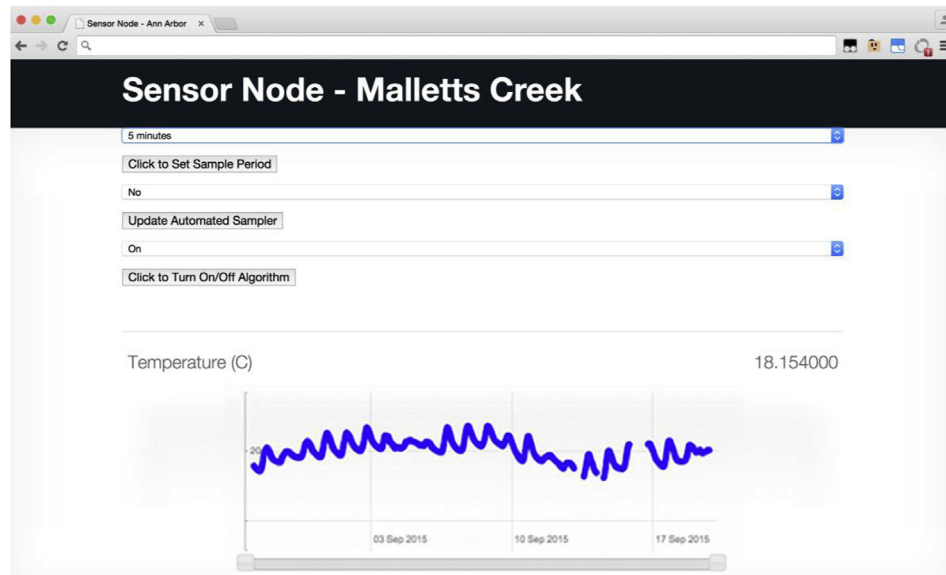 Sensor Node - Ann Arbor
Sensor Node - Malletts Creek
5 minutes
Click to Set Sample Period
No
Update Automated Sampler
On
Click to Turn On/Off Algorithm
Temperature (C) 18.154000
20
03 Sep 2015 10 Sep 2015 17 Sep 2015